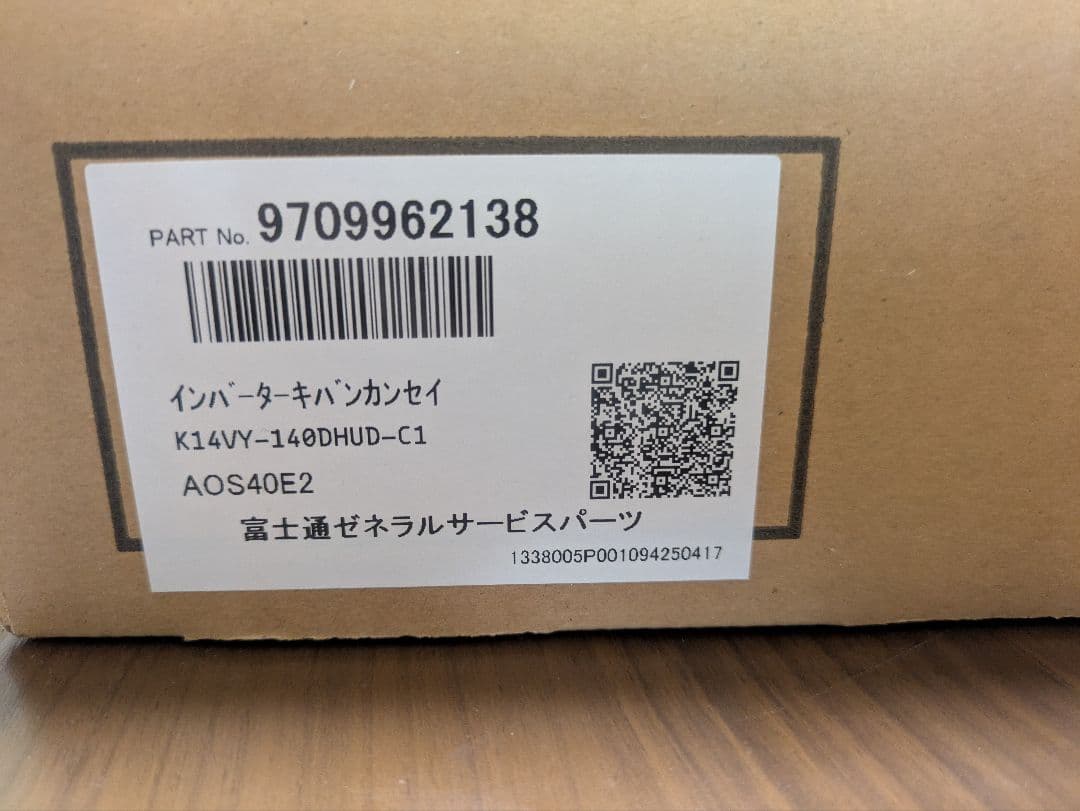 PART No. 9709962138
インバーターキバンカンセイ
K14VY-140DHUD-C1
AOS40E2
富士通ゼネラルサービスパーツ
1338005P001094250417